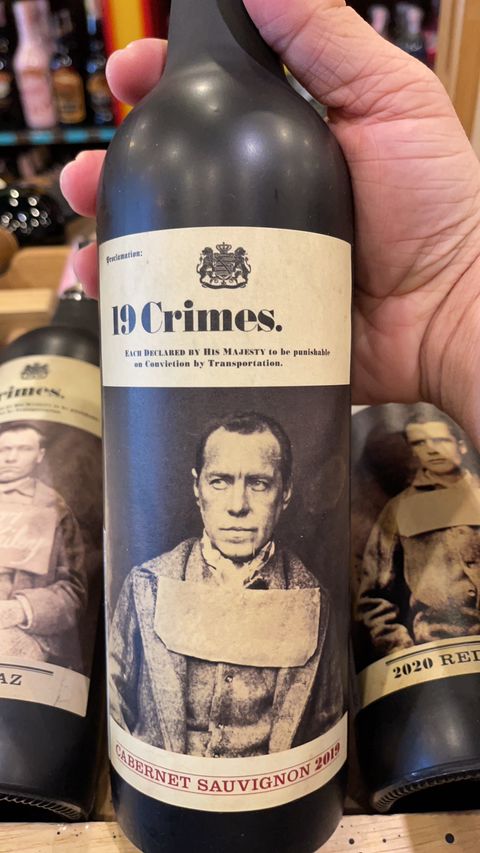 Proclamation:
19 Crimes.
EACH DECLARED BY HIS MAJESTY to be punishable
on Conviction by Transportation.
CABERNET SAUVIGNON 2019
rimes.
AZ
2020 RED